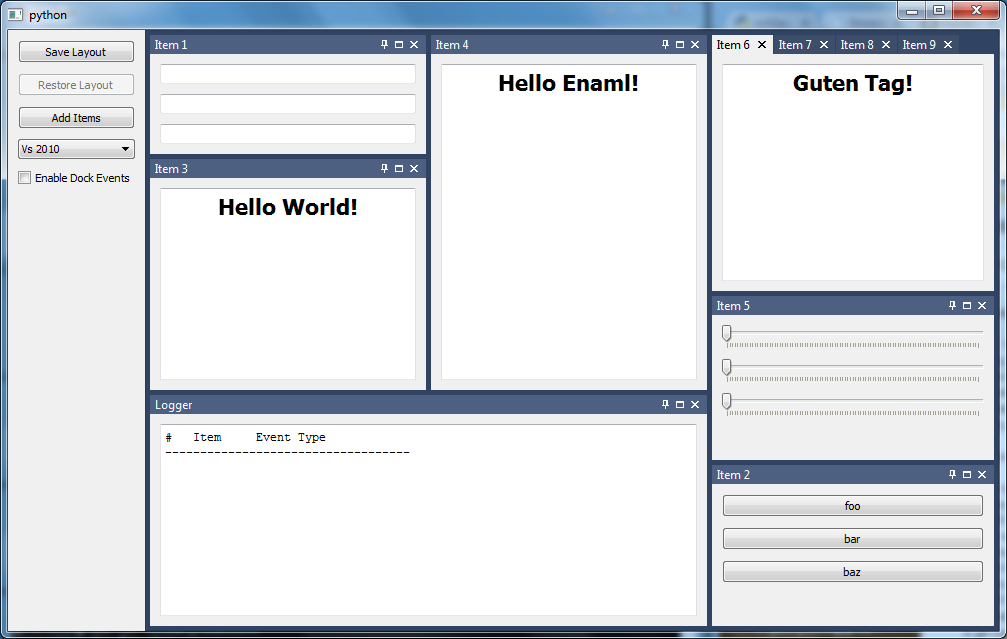 python
Save Layout
Restore Layout
Add Items
Vs 2010
Enable Dock Events
Item 1
Item 3
Hello World!
Item 4
Hello Enaml!
Logger
#   Item     Event Type
-----------------------------------
Item 6 Item 7 Item 8 Item 9
Guten Tag!
Item 5
Item 2
foo
bar
baz